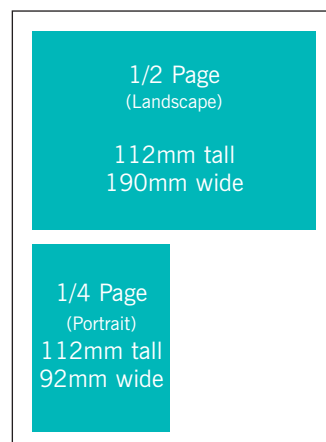 1/2 Page
(Landscape)
112mm tall
190mm wide
1/4 Page
(Portrait)
112mm tall
92mm wide